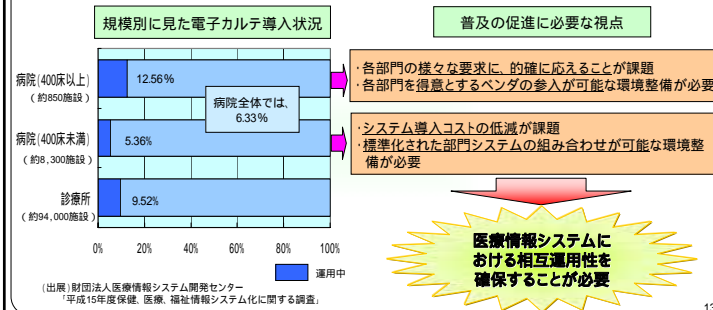 規模別に見た電子カルテ導入状況
普及の促進に必要な視点
病院(400床以上)
(約850施設)
12.56%
病院全体では、
6.33%
病院(400床未満)
(約8,300施設)
5.36%
診療所
(約94,000施設)
9.52%
0% 20% 40% 60% 80% 100%
運用中
(出展)財団法人医療情報システム開発センター
「平成15年度保健、医療、福祉情報システム化に関する調査」
・各部門の様々な要求に、的確に応えることが課題
・各部門を得意とするベンダの参入が可能な環境整備が必要
・システム導入コストの低減が課題
・標準化された部門システムの組み合わせが可能な環境整
備が必要
医療情報システムに
おける相互運用性を
確保することが必要
13